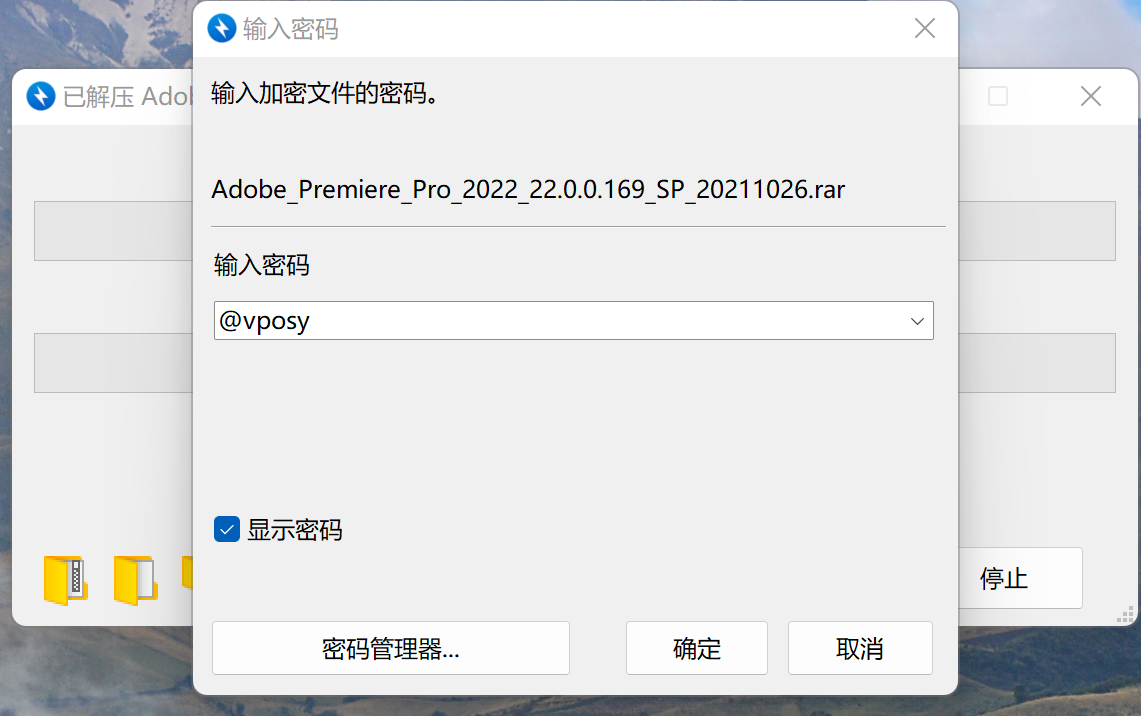 输入密码
已解压 Adob
输入加密文件的密码。
Adobe_Premiere_Pro_2022_22.0.0.169_SP_20211026.rar
输入密码
@vposy
显示密码
停止
密码管理器...
确定
取消